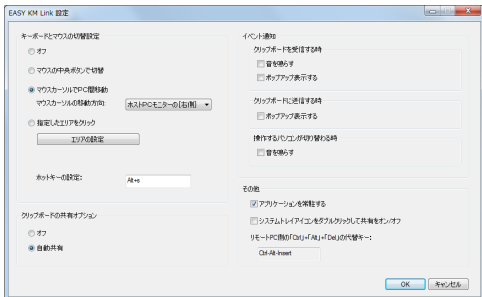 EASY KM Link 設定
キーボードとマウスの切替設定
オフ
マウスの中央ボタンで切替
マウスカーソルでPC間移動
マウスカーソルの移動方向:
ホストPCモニターの[右側]
指定したエリアをクリック
エリアの設定
ホットキーの設定:
Alt+s
クリップボードの共有オプション
オフ
自動共有
イベント通知
クリップボードを受信する時
音を鳴らす
ポップアップ表示する
クリップボードに送信する時
ポップアップ表示する
操作するパソコンが切り替わる時
音を鳴らす
その他
アプリケーションを常駐する
システムトレイアイコンをダブルクリックして共有をオン/オフ
リモートPC側の「Ctrl」+「Alt」+「Del」の代替キー:
Ctrl-Alt-Insert
OK
キャンセル